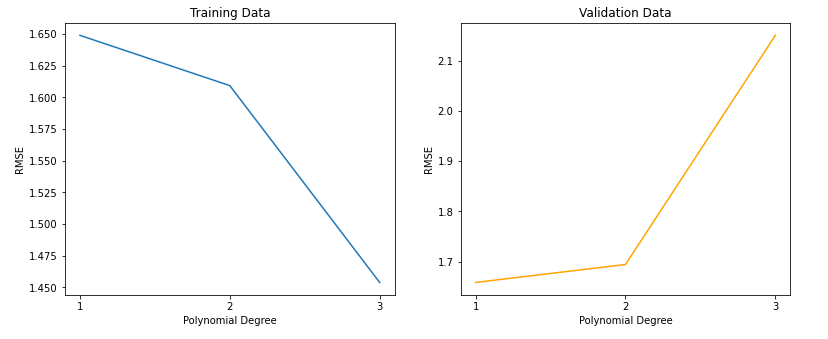 Training Data
1.650
1.625
1.600
1.575
1.550
1.525
1.500
1.475
1.450
RMSE
1 2 3
Polynomial Degree
Validation Data
2.1
2.0
1.9
1.8
1.7
RMSE
1 2 3
Polynomial Degree